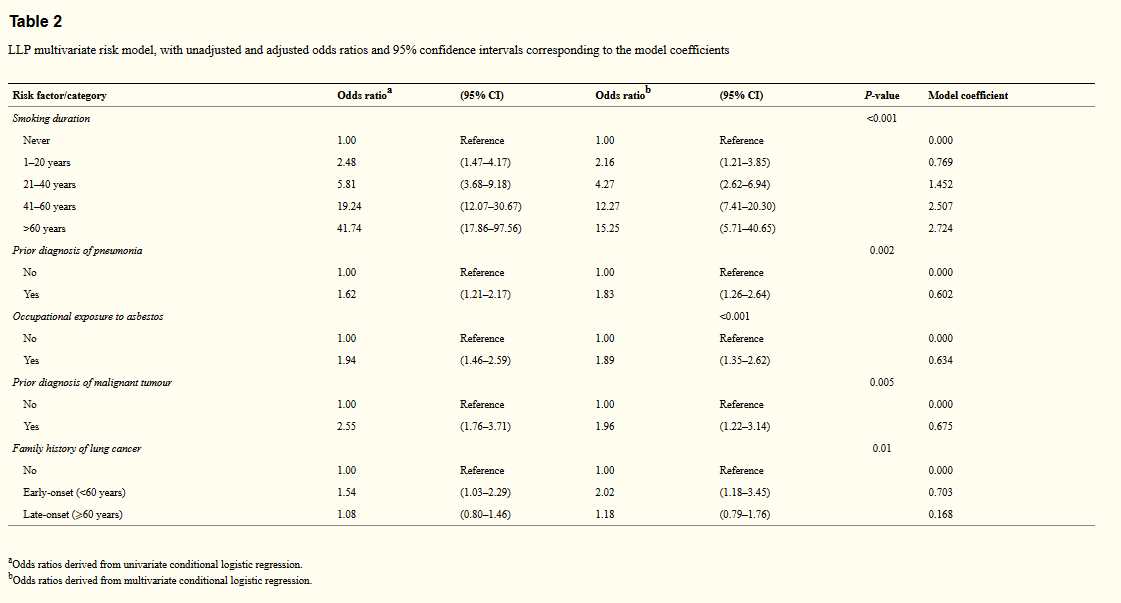 Table 2
LLP multivariate risk model, with unadjusted and adjusted odds ratios and 95% confidence intervals corresponding to the model coefficients
Risk factor/category Odds ratioa (95% CI) Odds ratiob (95% CI) P-value Model coefficient
Smoking duration <0.001
Never 1.00 Reference 1.00 Reference 0.000
1–20 years 2.48 (1.47–4.17) 2.16 (1.21–3.85) 0.769
21–40 years 5.81 (3.68–9.18) 4.27 (2.62–6.94) 1.452
41–60 years 19.24 (12.07–30.67) 12.27 (7.41–20.30) 2.507
>60 years 41.74 (17.86–97.56) 15.25 (5.71–40.65) 2.724
Prior diagnosis of pneumonia 0.002
No 1.00 Reference 1.00 Reference 0.000
Yes 1.62 (1.21–2.17) 1.83 (1.26–2.64) 0.602
Occupational exposure to asbestos <0.001
No 1.00 Reference 1.00 Reference 0.000
Yes 1.94 (1.46–2.59) 1.89 (1.35–2.62) 0.634
Prior diagnosis of malignant tumour 0.005
No 1.00 Reference 1.00 Reference 0.000
Yes 2.55 (1.76–3.71) 1.96 (1.22–3.14) 0.675
Family history of lung cancer 0.01
No 1.00 Reference 1.00 Reference 0.000
Early-onset (<60 years) 1.54 (1.03–2.29) 2.02 (1.18–3.45) 0.703
Late-onset (⩾60 years) 1.08 (0.80–1.46) 1.18 (0.79–1.76) 0.168
aOdds ratios derived from univariate conditional logistic regression.
bOdds ratios derived from multivariate conditional logistic regression.